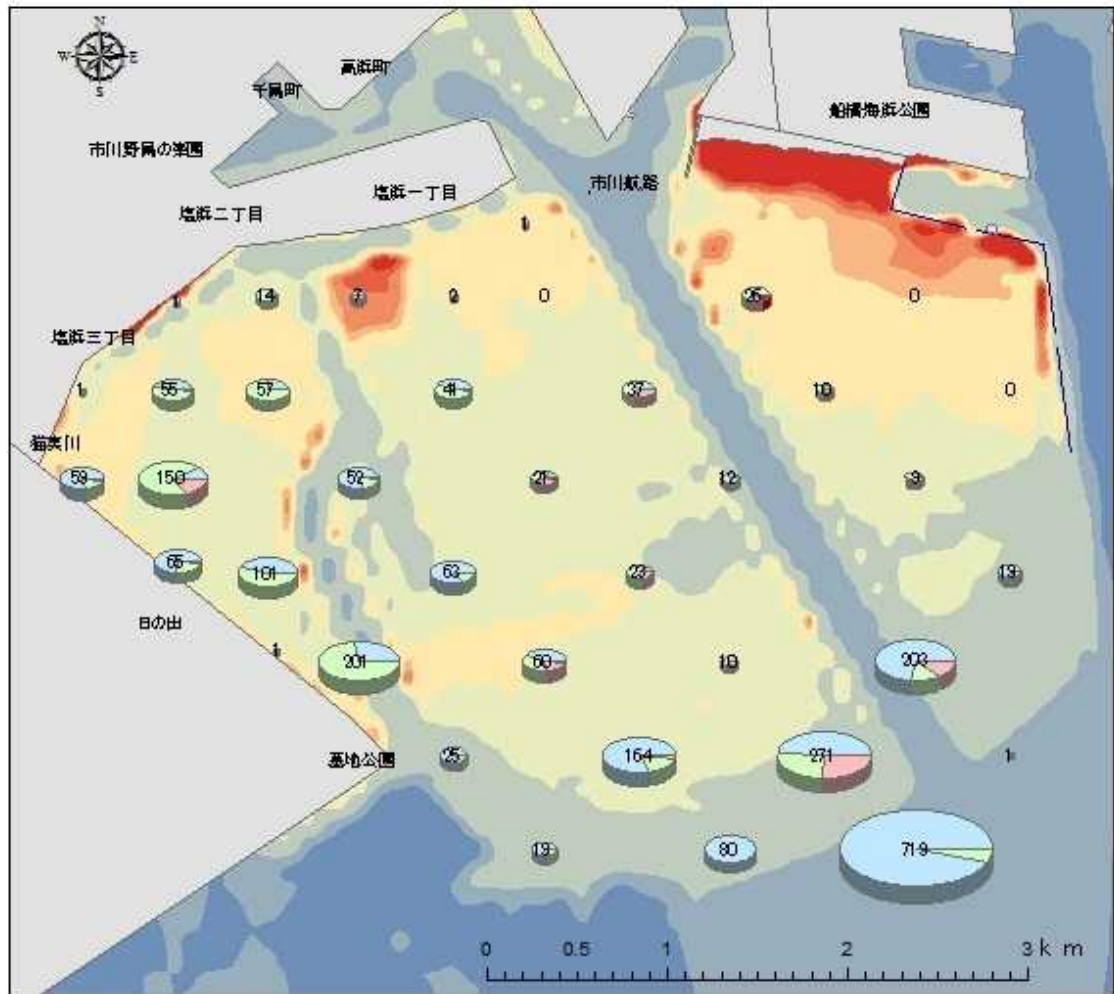 N
W
E
S
高浜町
千鳥町
船橋海浜公園
市川野鳥の楽園
塩浜一丁目
市川航路
塩浜二丁目
1
1
14
7
2
0
26
0
塩浜三丁目
1
55
57
41
37
10
0
猫実川
59
150
52
21
12
3
65
101
63
23
19
日の出
1
201
60
10
203
墓地公園
25
164
271
1
19
80
719
0
0.5
1
2
3 k m